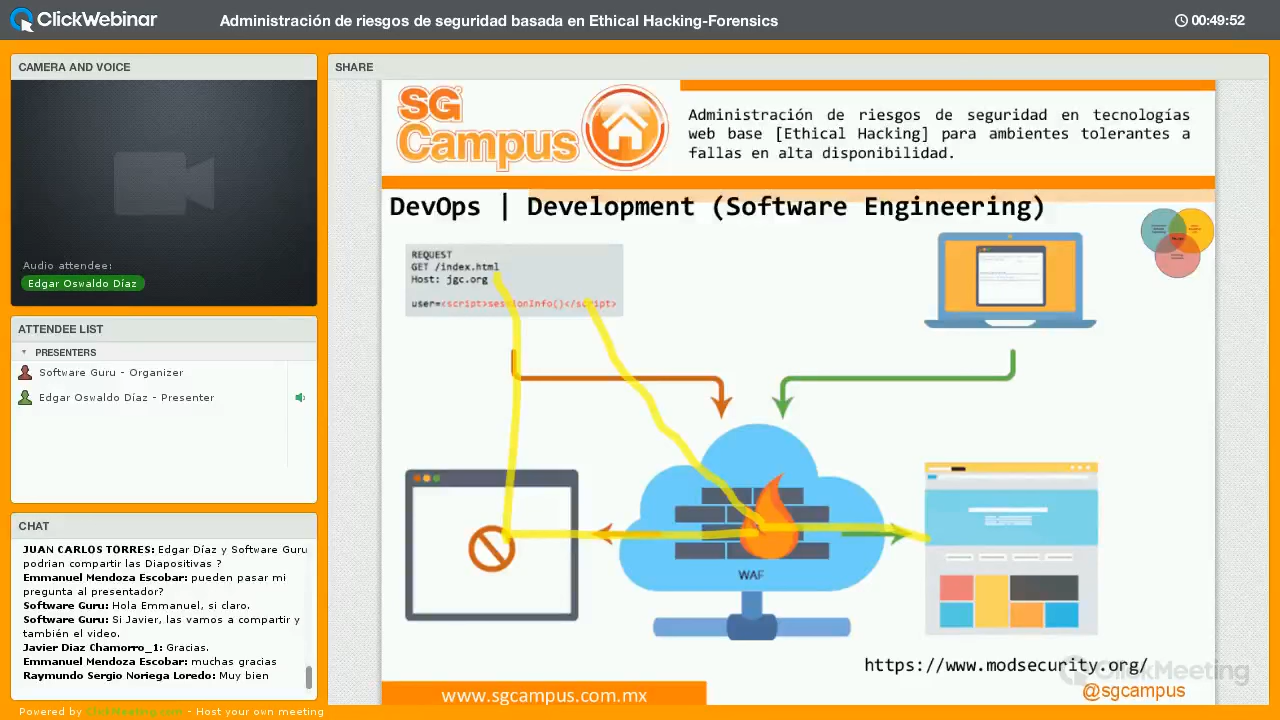 ClickWebinar
Administración de riesgos de seguridad basada en Ethical Hacking-Forensics
00:49:52
CAMERA AND VOICE
Audio attendee:
Edgar Oswaldo Díaz
ATTENDEE LIST
PRESENTERS
Software Guru - Organizer
Edgar Oswaldo Díaz - Presenter
CHAT
JUAN CARLOS TORRES: Edgar Díaz y Software Guru
podrian compartir las Diapositivas ?
Emmanuel Mendoza Escobar: pueden pasar mi
pregunta al presentador?
Software Guru: Hola Emmanuel, si claro.
Software Guru: Si Javier, las vamos a compartir y
también el video.
Javier Diaz Chamorro_1: Gracias.
Emmanuel Mendoza Escobar: muchas gracias
Raymundo Sergio Noriega Loredo: Muy bien
Powered by ClickMeeting.com - Host your own meeting
SHARE
SG
Campus
Administración de riesgos de seguridad en tecnologías
web base [Ethical Hacking] para ambientes tolerantes a
fallas en alta disponibilidad.
DevOps | Development (Software Engineering)
REQUEST
GET /index.html
Host: jgc.org
user=<script>sessionInfo()</script>
WAF
https://www.modsecurity.org/
ClickMeeting
www.sgcampus.com.mx
@sgcampus